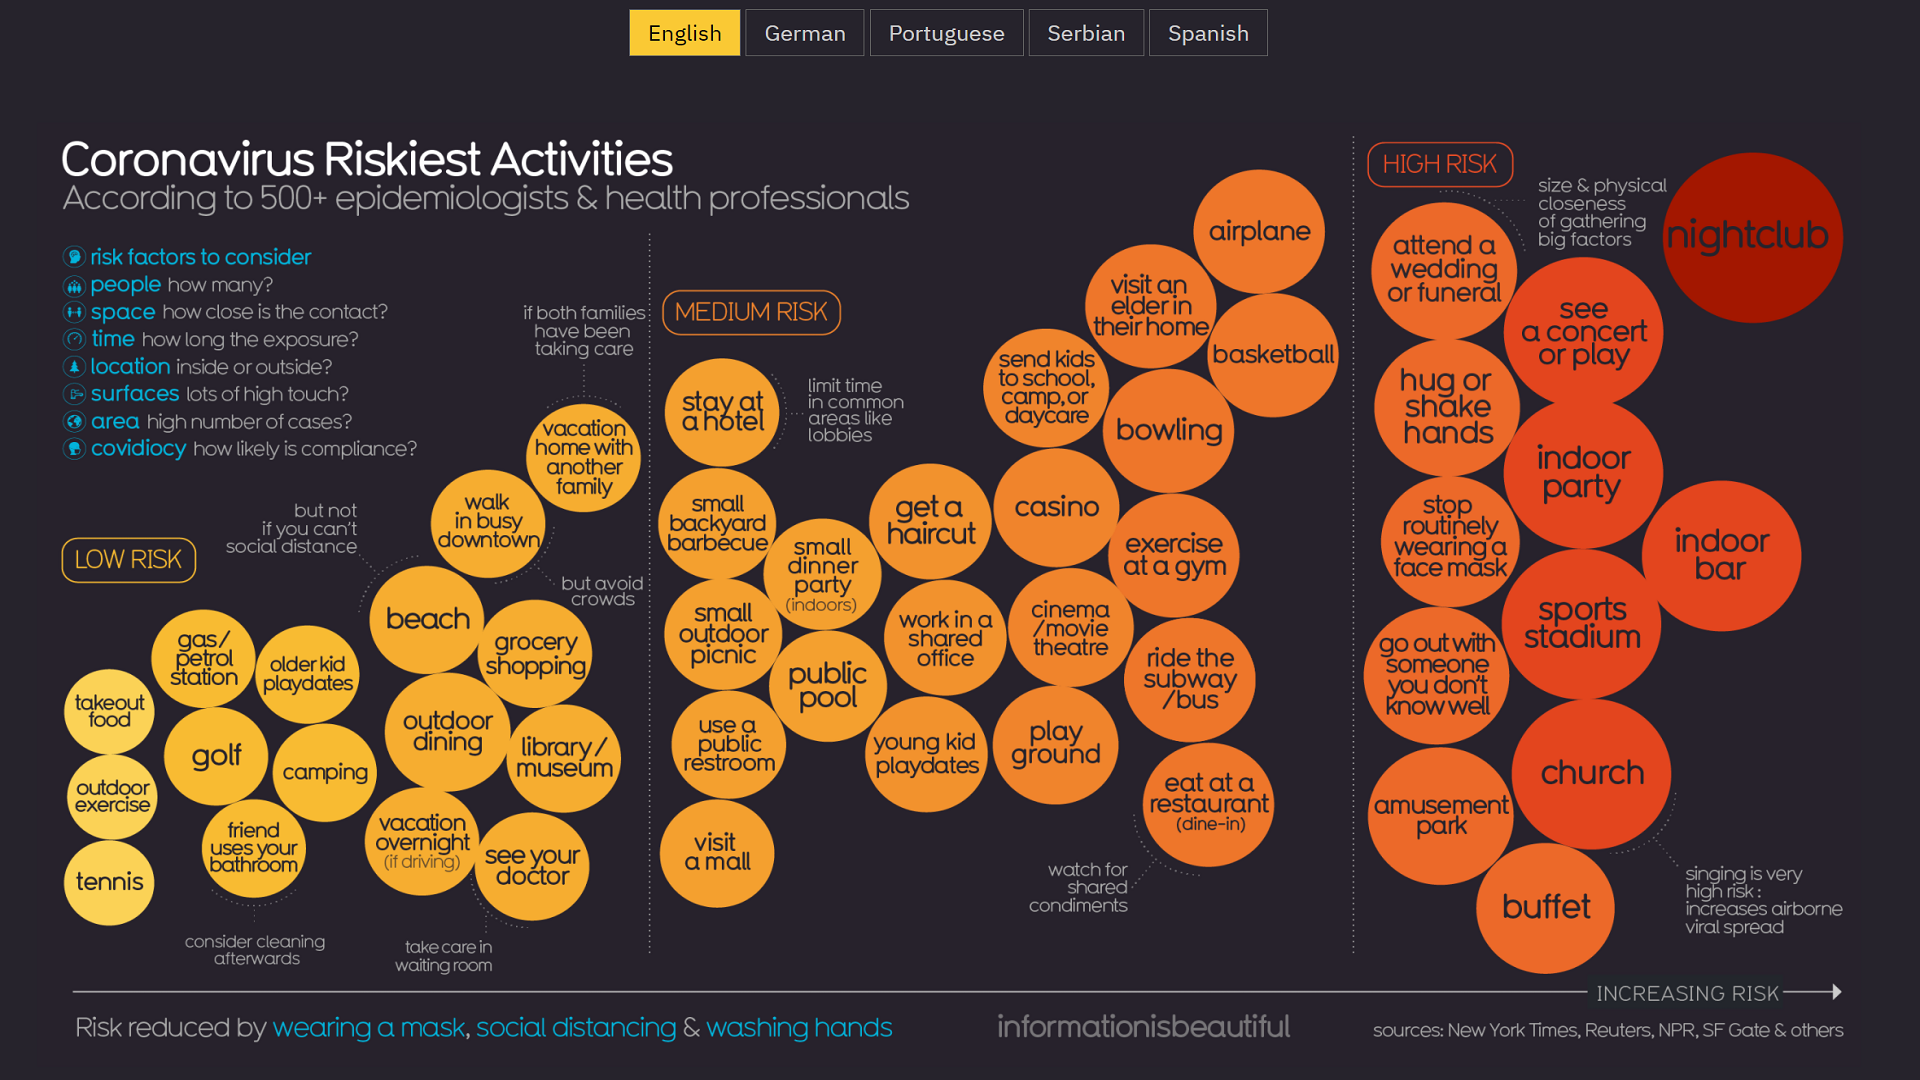 English
German
Portuguese
Serbian
Spanish
Coronavirus Riskiest Activities
According to 500+ epidemiologists & health professionals
risk factors to consider
people how many?
space how close is the contact?
time how long the exposure?
location inside or outside?
surfaces lots of high touch?
area high number of cases?
covidiocy how likely is compliance?
LOW RISK
takeout
food
outdoor
exercise
tennis
gas/
petrol
station
older kid
playdates
golf
camping
friend
uses your
bathroom
consider cleaning
afterwards
but not
if you can't
social distance
beach
walk
in busy
downtown
but avoid
crowds
if both families
have been
taking care
vacation
home with
another
family
grocery
shopping
outdoor
dining
library/
museum
vacation
overnight
(if driving)
see your
doctor
take care in
waiting room
MEDIUM RISK
stay at
a hotel
limit time
in common
areas like
lobbies
small
backyard
barbecue
small
dinner
party
(indoors)
small
outdoor
picnic
public
pool
use a
public
restroom
visit
a mall
get a
haircut
work in a
shared
office
young kid
playdates
send kids
to school,
camp, or
daycare
casino
cinema
/movie
theatre
play
ground
visit an
elder in
their home
airplane
basketball
bowling
exercise
at a gym
ride the
subway
/bus
eat at a
restaurant
(dine-in)
watch for
shared
condiments
HIGH RISK
size & physical
closeness
of gathering
big factors
nightclub
attend a
wedding
or funeral
see
a concert
or play
hug or
shake
hands
indoor
party
stop
routinely
wearing a
face mask
indoor
bar
sports
stadium
go out with
someone
you don't
know well
church
amusement
park
buffet
singing is very
high risk :
increases airborne
viral spread
INCREASING RISK
Risk reduced by wearing a mask, social distancing & washing hands
informationisbeautiful
sources: New York Times, Reuters, NPR, SF Gate & others